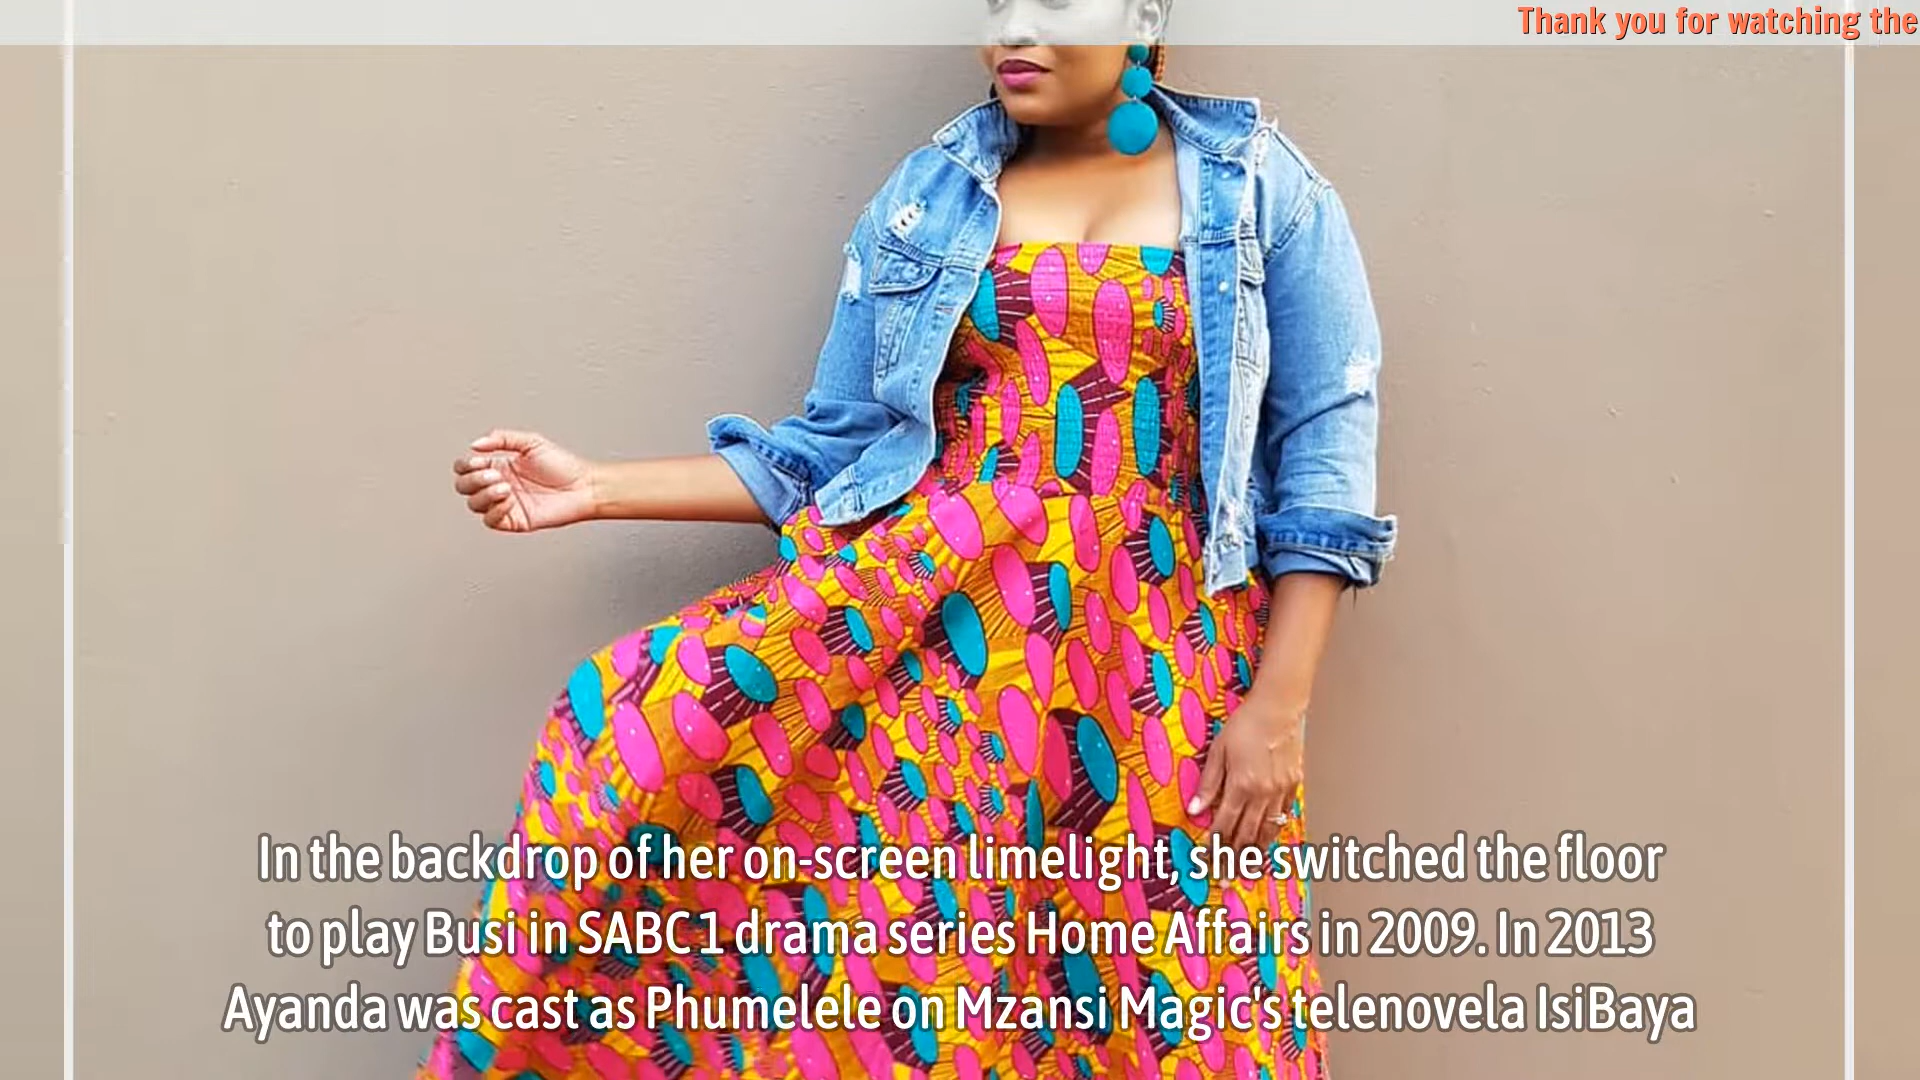 Thank you for watching the
In the backdrop of her on-screen limelight, she switched the floor
to play Busi in SABC 1 drama series Home Affairs in 2009. In 2013
Ayanda was cast as Phumelele on Mzansi Magic's telenovela IsiBaya